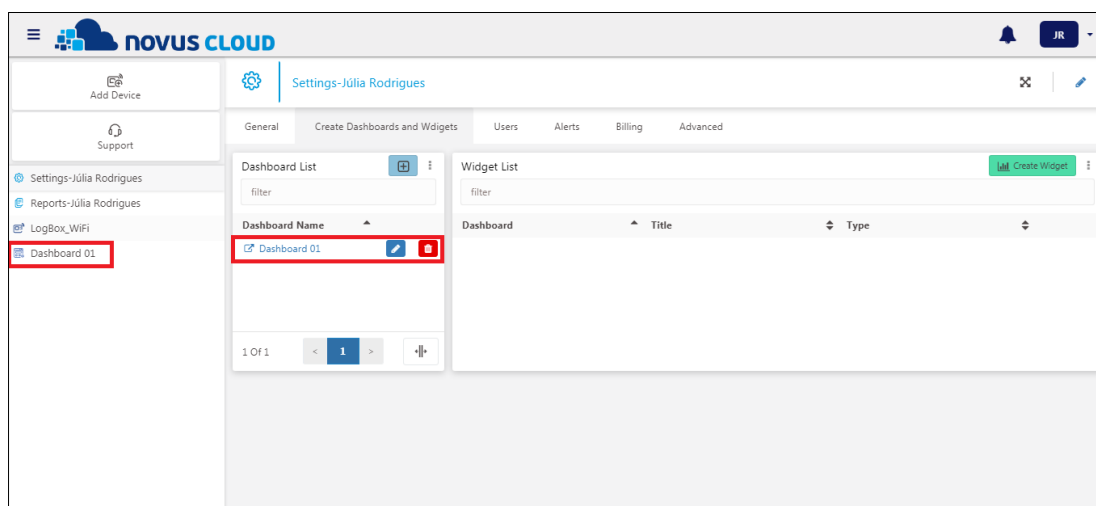 NOVUS CLOUD
JR
Add Device
Support
Settings-Júlia Rodrigues
Reports-Júlia Rodrigues
LogBox_WiFi
Dashboard 01
Settings-Júlia Rodrigues
General Create Dashboards and Wdigets Users Alerts Billing Advanced
Dashboard List
filter
Dashboard Name
Dashboard 01
1 Of 1 < 1 >
Widget List Create Widget
filter
Dashboard Title Type